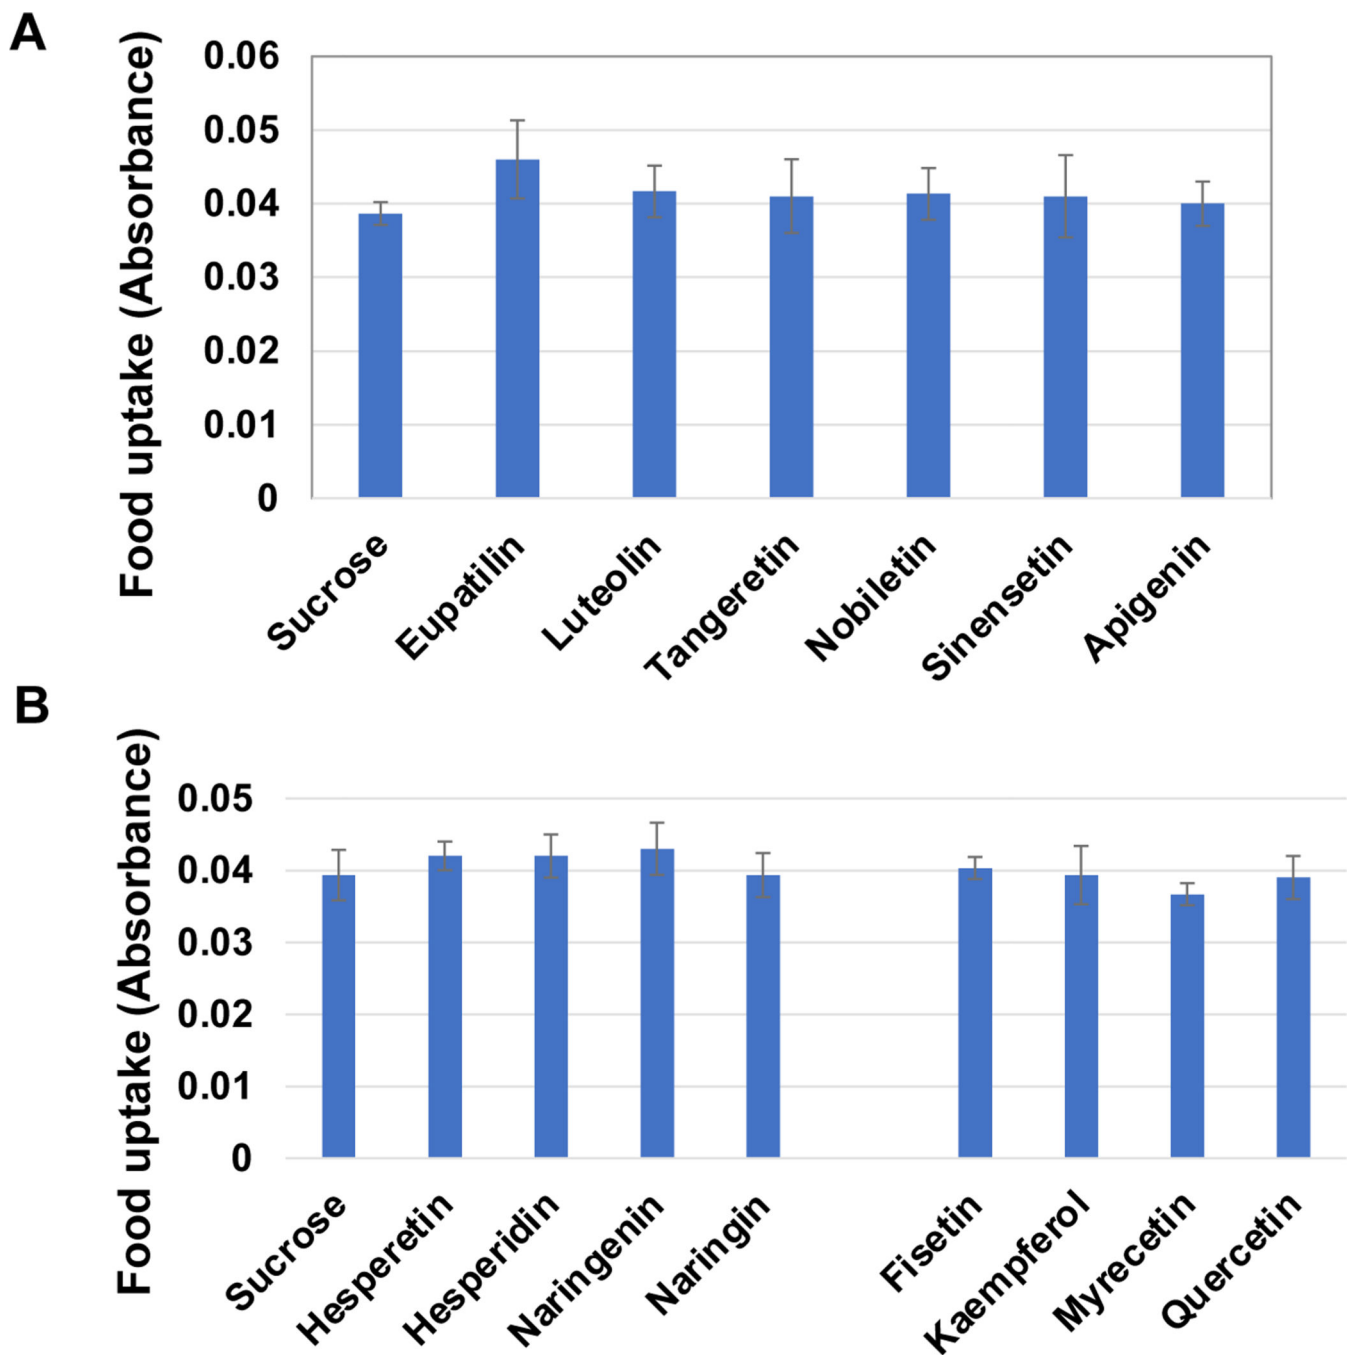 A
Food uptake (Absorbance)
0.06
0.05
0.04
0.03
0.02
0.01
0
Sucrose
Eupatilin
Luteolin
Tangeretin
Nobiletin
Sinensetin
Apigenin
B
Food uptake (Absorbance)
0.05
0.04
0.03
0.02
0.01
0
Sucrose
Hesperetin
Hesperidin
Naringenin
Naringin
Fisetin
Kaempferol
Myrecetin
Quercetin